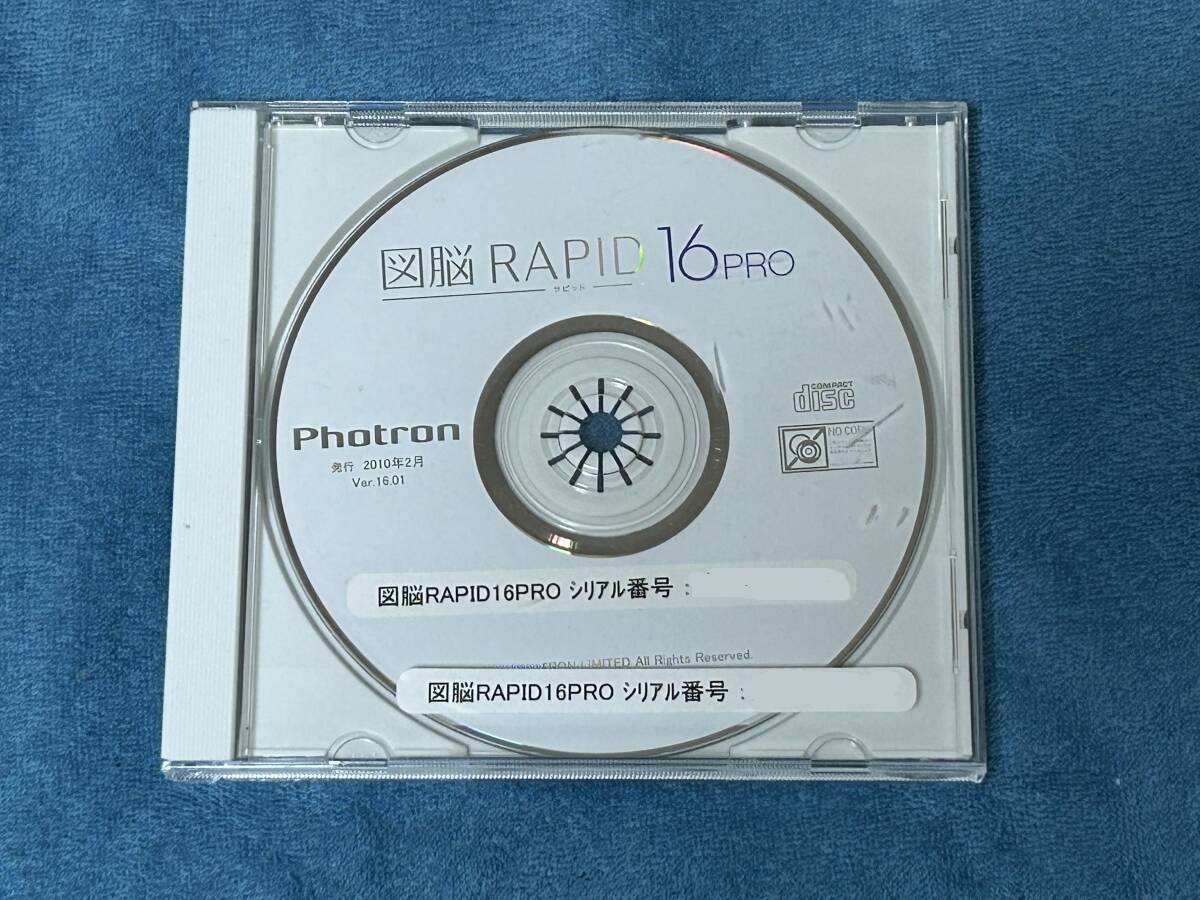 図脳 RAPID 16 PRO
ラピッド
COMPACT
disc
Photron
NO COPY
発行 2010年2月
Ver.16.01
図脳RAPID16PRO シリアル番号 :
LIMITED All Rights Reserved.
図脳RAPID16PRO シリアル番号 :